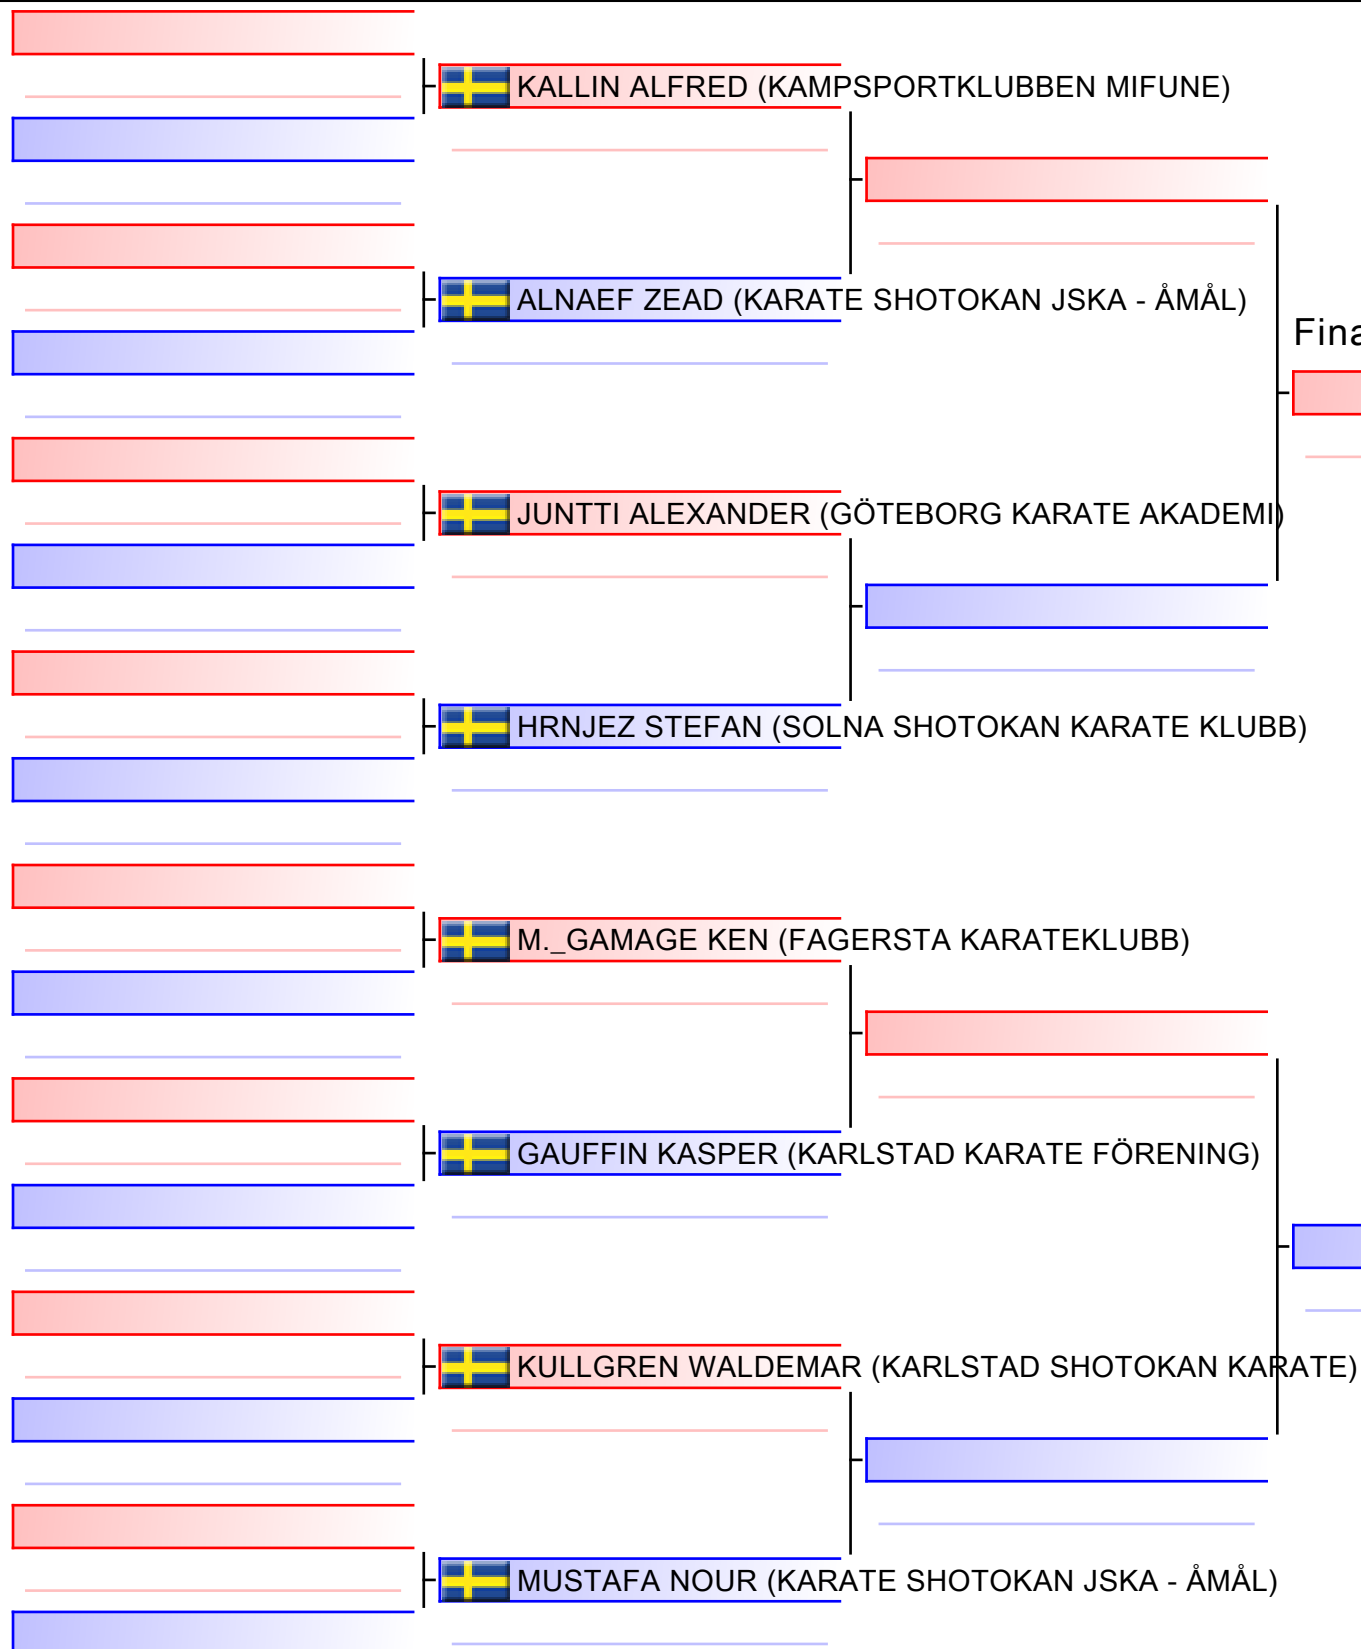 KALLIN ALFRED (KAMPSPORTKLUBBEN MIFUNE)
ALNAEF ZEAD (KARATE SHOTOKAN JSKA - ÅMÅL)
Fina
JUNTTI ALEXANDER (GÖTEBORG KARATE AKADEMI)
HRNJEZ STEFAN (SOLNA SHOTOKAN KARATE KLUBB)
M._GAMAGE KEN (FAGERSTA KARATEKLUBB)
GAUFFIN KASPER (KARLSTAD KARATE FÖRENING)
KULLGREN WALDEMAR (KARLSTAD SHOTOKAN KARATE)
MUSTAFA NOUR (KARATE SHOTOKAN JSKA - ÅMÅL)